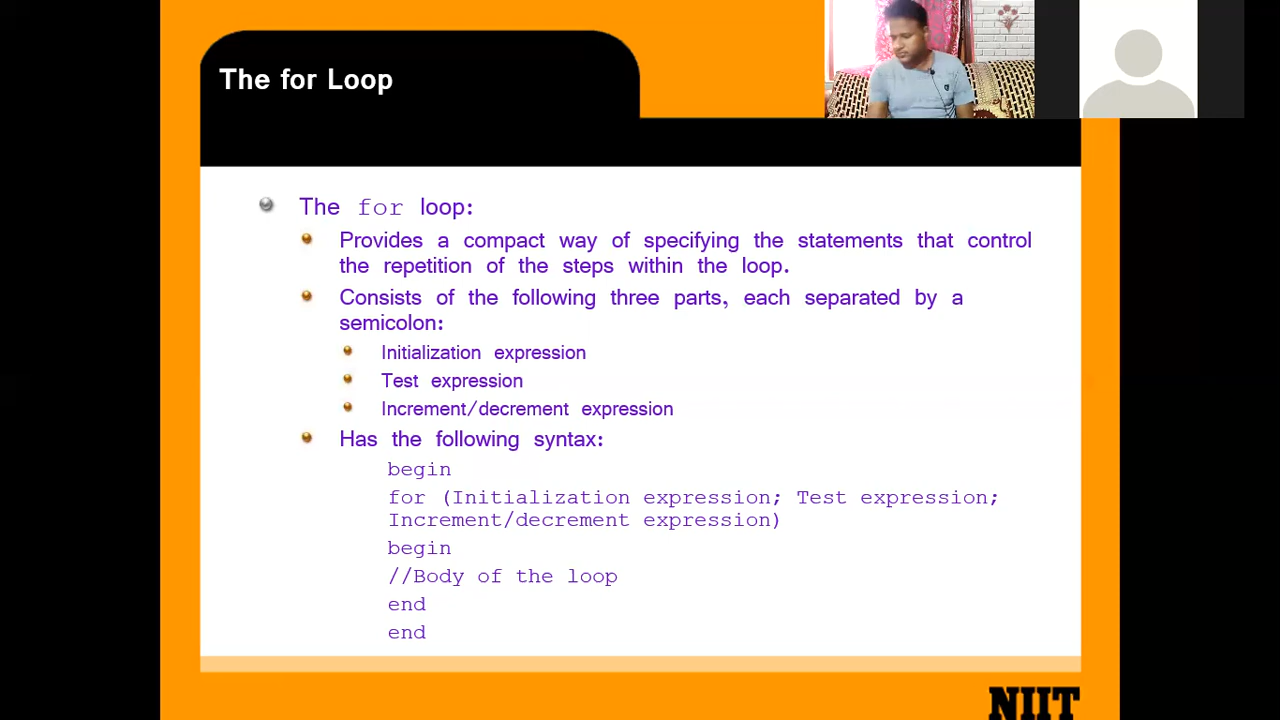 The for Loop
The for loop:
Provides a compact way of specifying the statements that control
the repetition of the steps within the loop.
Consists of the following three parts, each separated by a
semicolon:
Initialization expression
Test expression
Increment/decrement expression
Has the following syntax:
begin
for (Initialization expression; Test expression;
Increment/decrement expression)
begin
//Body of the loop
end
end
NIIT